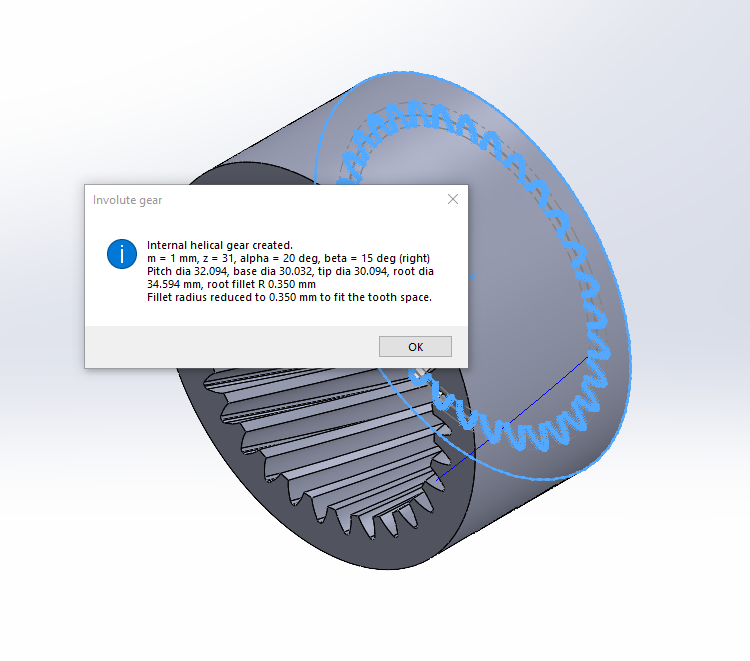 Involute gear
Internal helical gear created.
m = 1 mm, z = 31, alpha = 20 deg, beta = 15 deg (right)
Pitch dia 32.094, base dia 30.032, tip dia 30.094, root dia
34.594 mm, root fillet R 0.350 mm
Fillet radius reduced to 0.350 mm to fit the tooth space.
OK